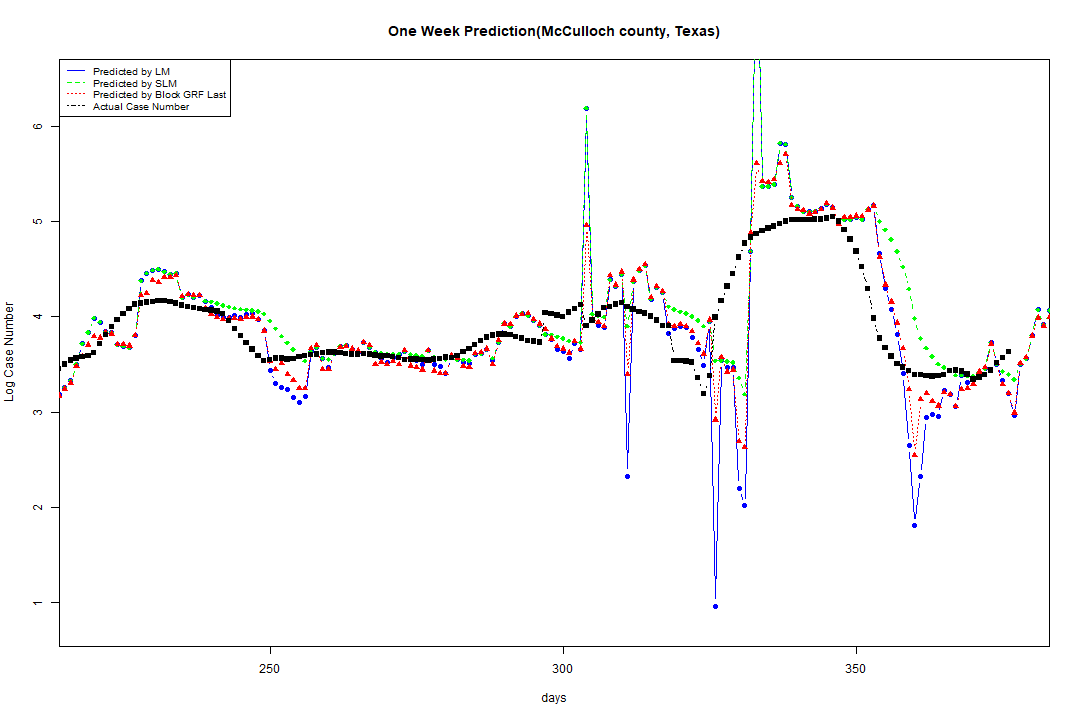 One Week Prediction(McCulloch county, Texas)
Predicted by LM
Predicted by SLM
Predicted by Block GRF Last
Actual Case Number
Log Case Number
6
5
4
3
2
1
250
300
350
days